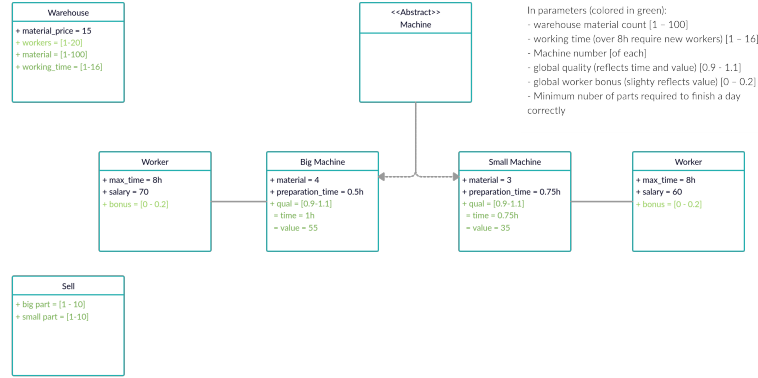 Warehouse
+ material_price = 15
+ workers = [1-20]
+ material = [1-100]
+ working_time = [1-16]
<<Abstract>>
Machine
In parameters (colored in green):
- warehouse material count [1 – 100]
- working time (over 8h require new workers) [1 – 16]
- Machine number [of each]
- global quality (reflects time and value) [0.9 - 1.1]
- global worker bonus (slighty reflects value) [0 – 0.2]
- Minimum nuber of parts required to finish a day
correctly
Worker
+ max_time = 8h
+ salary = 70
+ bonus = [0 - 0.2]
Big Machine
+ material = 4
+ preparation_time = 0.5h
+ qual = [0.9-1.1]
= time = 1h
= value = 55
Small Machine
+ material = 3
+ preparation_time = 0.75h
+ qual = [0.9-1.1]
= time = 0.75h
= value = 35
Worker
+ max_time = 8h
+ salary = 60
+ bonus = [0 - 0.2]
Sell
+ big part = [1 - 10]
+ small part = [1-10]